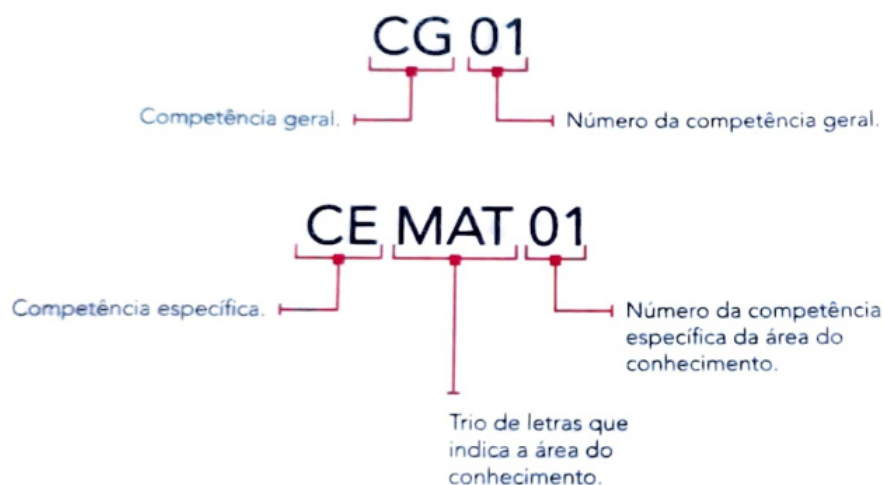 CG 01
Competência geral.
Número da competência geral.
CE MAT 01
Competência específica.
Número da competência
específica da área do
conhecimento.
Trio de letras que
indica a área do
conhecimento.